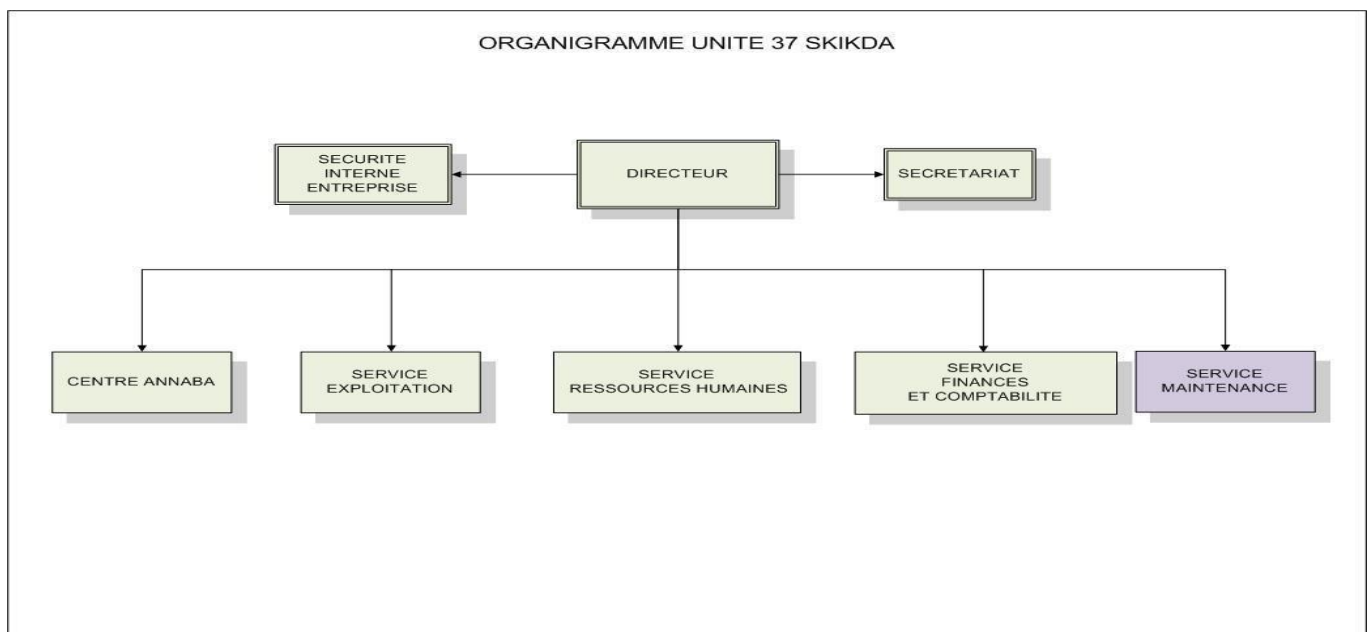 ORGANIGRAMME UNITE 37 SKIKDA
SECURITE
INTERNE
ENTREPRISE
DIRECTEUR
SECRETARIAT
CENTRE ANNABA
SERVICE
EXPLOITATION
SERVICE
RESSOURCES HUMAINES
SERVICE
FINANCES
ET COMPTABILITE
SERVICE
MAINTENANCE